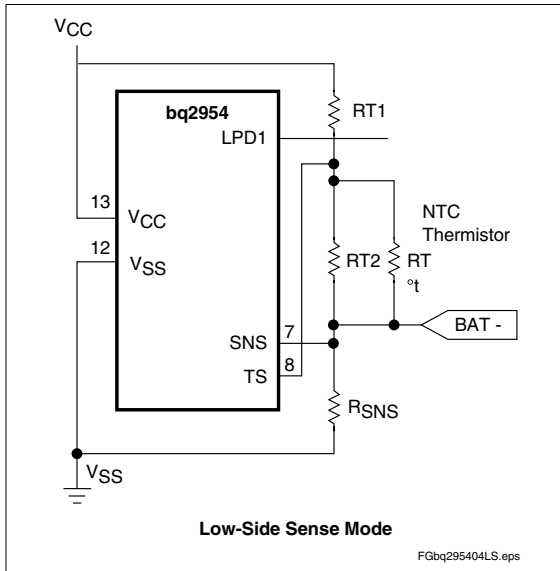 VCC
bq2954
RT1
LPD1
13
VCC
12
VSS
NTC
Thermistor
RT2
RT
°t
SNS
7
BAT -
TS
8
RSNS
VSS
Low-Side Sense Mode
FGbq295404LS.eps